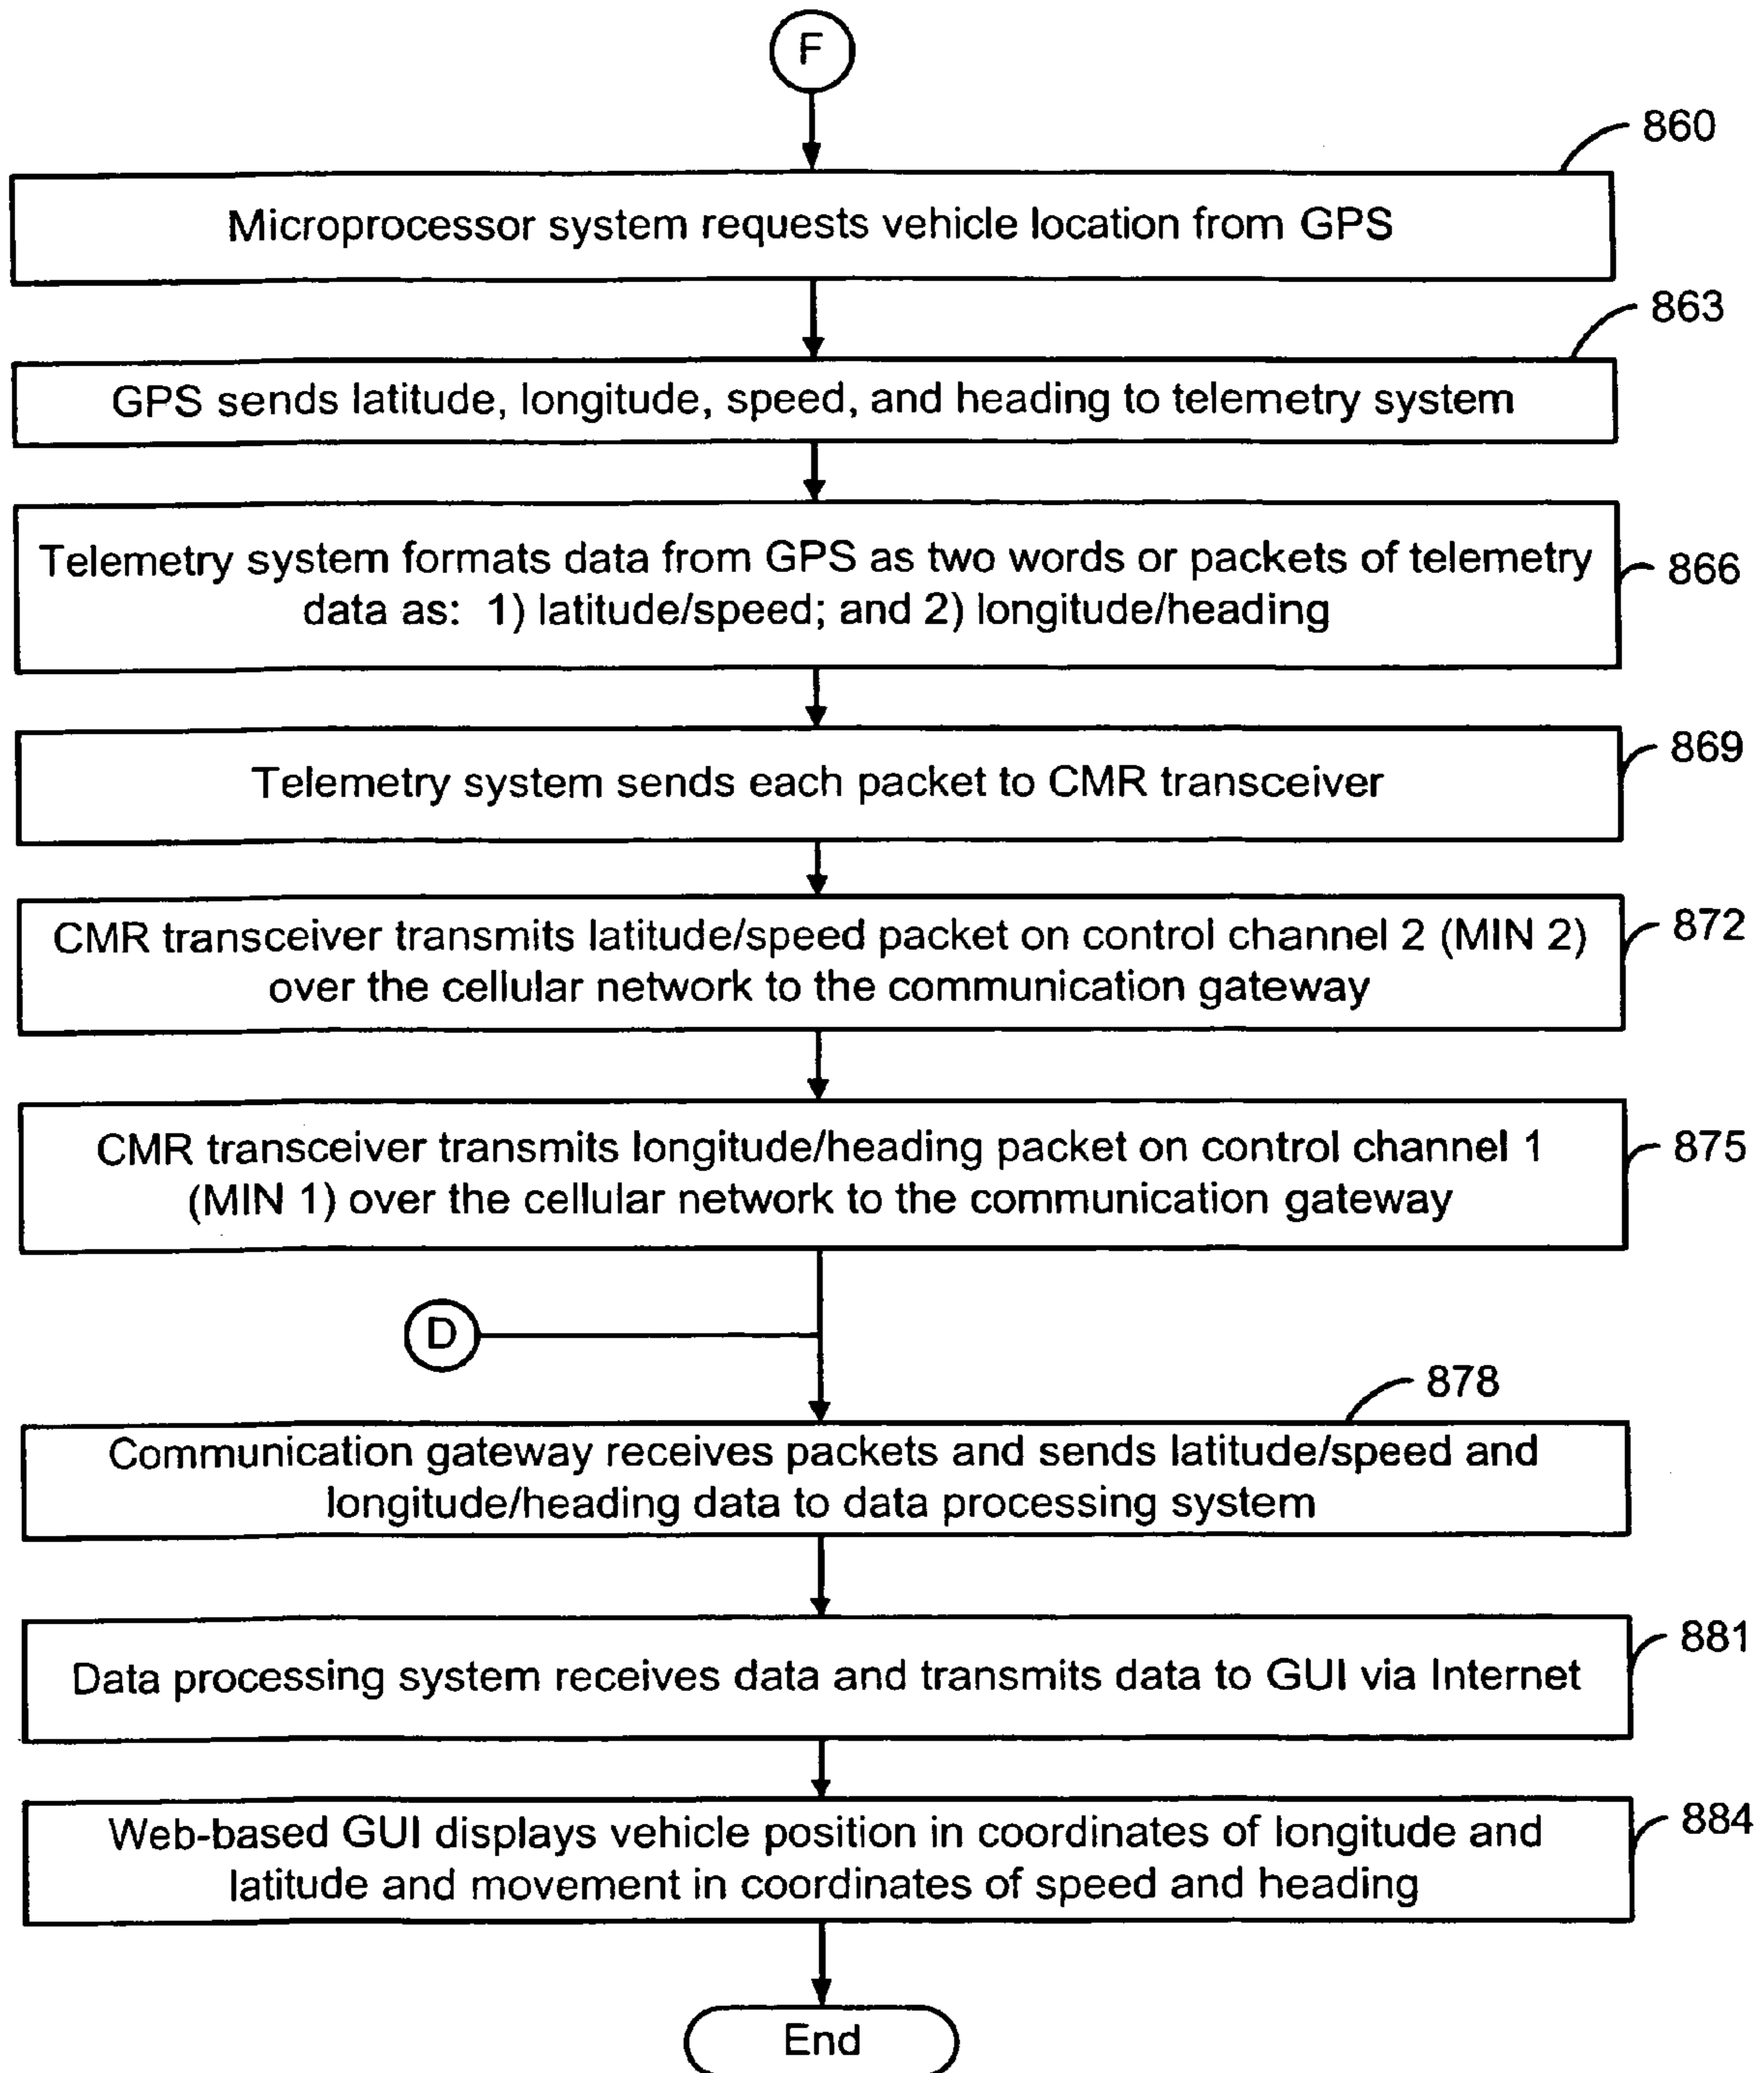 F
860
Microprocessor system requests vehicle location from GPS
863
GPS sends latitude, longitude, speed, and heading to telemetry system
Telemetry system formats data from GPS as two words or packets of telemetry
data as: 1) latitude/speed; and 2) longitude/heading
866
Telemetry system sends each packet to CMR transceiver
869
CMR transceiver transmits latitude/speed packet on control channel 2 (MIN 2)
over the cellular network to the communication gateway
872
CMR transceiver transmits longitude/heading packet on control channel 1
(MIN 1) over the cellular network to the communication gateway
875
D
878
Communication gateway receives packets and sends latitude/speed and
longitude/heading data to data processing system
Data processing system receives data and transmits data to GUI via Internet
881
Web-based GUI displays vehicle position in coordinates of longitude and
latitude and movement in coordinates of speed and heading
884
End